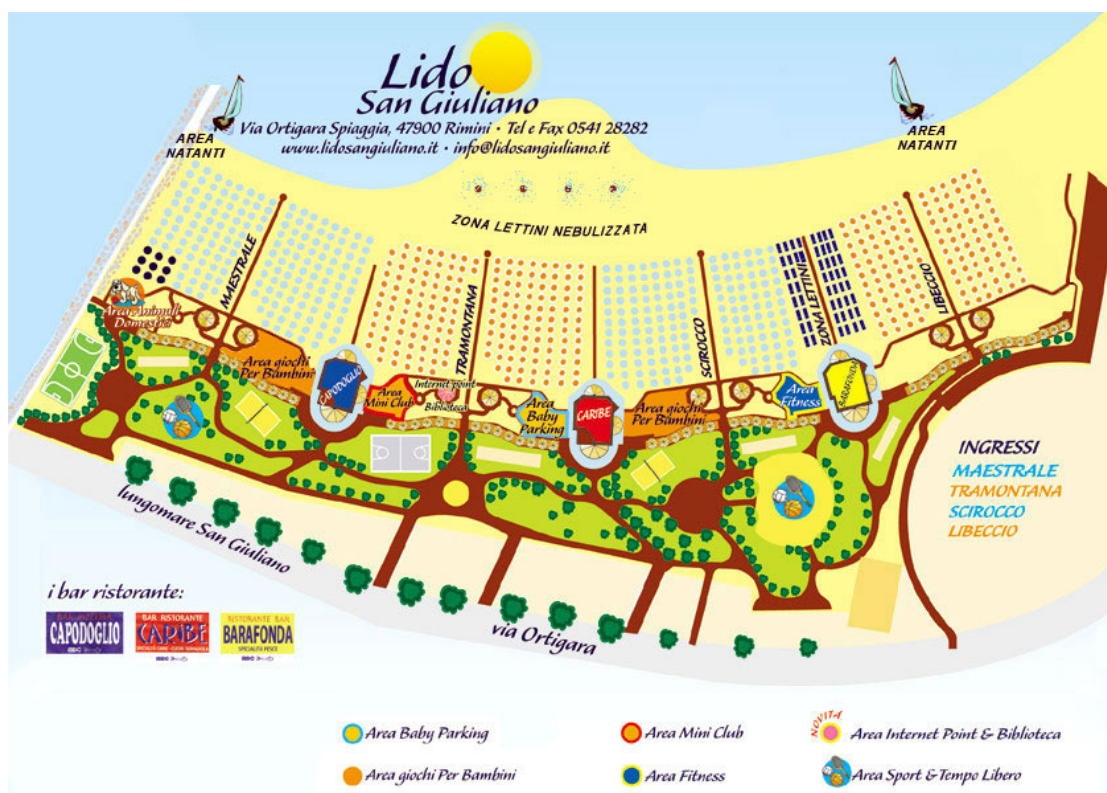 Lido
San Giuliano
Via Ortigara Spiaggia, 47900 Rimini • Tel e Fax 0541 28282
www.lidosangiuliano.it • info@lidosangiuliano.it
AREA
NATANTI
AREA
NATANTI
ZONA LETTINI NEBULIZZATA
MAESTRALE
TRAMONTANA
SCIROCCO
ZONA LETTINI
LIBECCIO
Area Animali
Domestici
Area giochi
Per Bambini
CAPODOGLIO
Area
Mini Club
Internet point
Biblioteca
Area
Baby
Parking
CARIBE
Area giochi
Per Bambini
Area
Fitness
BARAFONDA
INGRESSI
MAESTRALE
TRAMONTANA
SCIROCCO
LIBECCIO
lungomare San Giuliano
via Ortigara
i bar ristorante:
CAPODOGLIO
BAR RISTORANTE
CARIBE
RISTORANTE BAR
BARAFONDA
SPECIALITÀ PESCE
Area Baby Parking
Area Mini Club
NOVITÀ
Area Internet Point & Biblioteca
Area giochi Per Bambini
Area Fitness
Area Sport & Tempo Libero